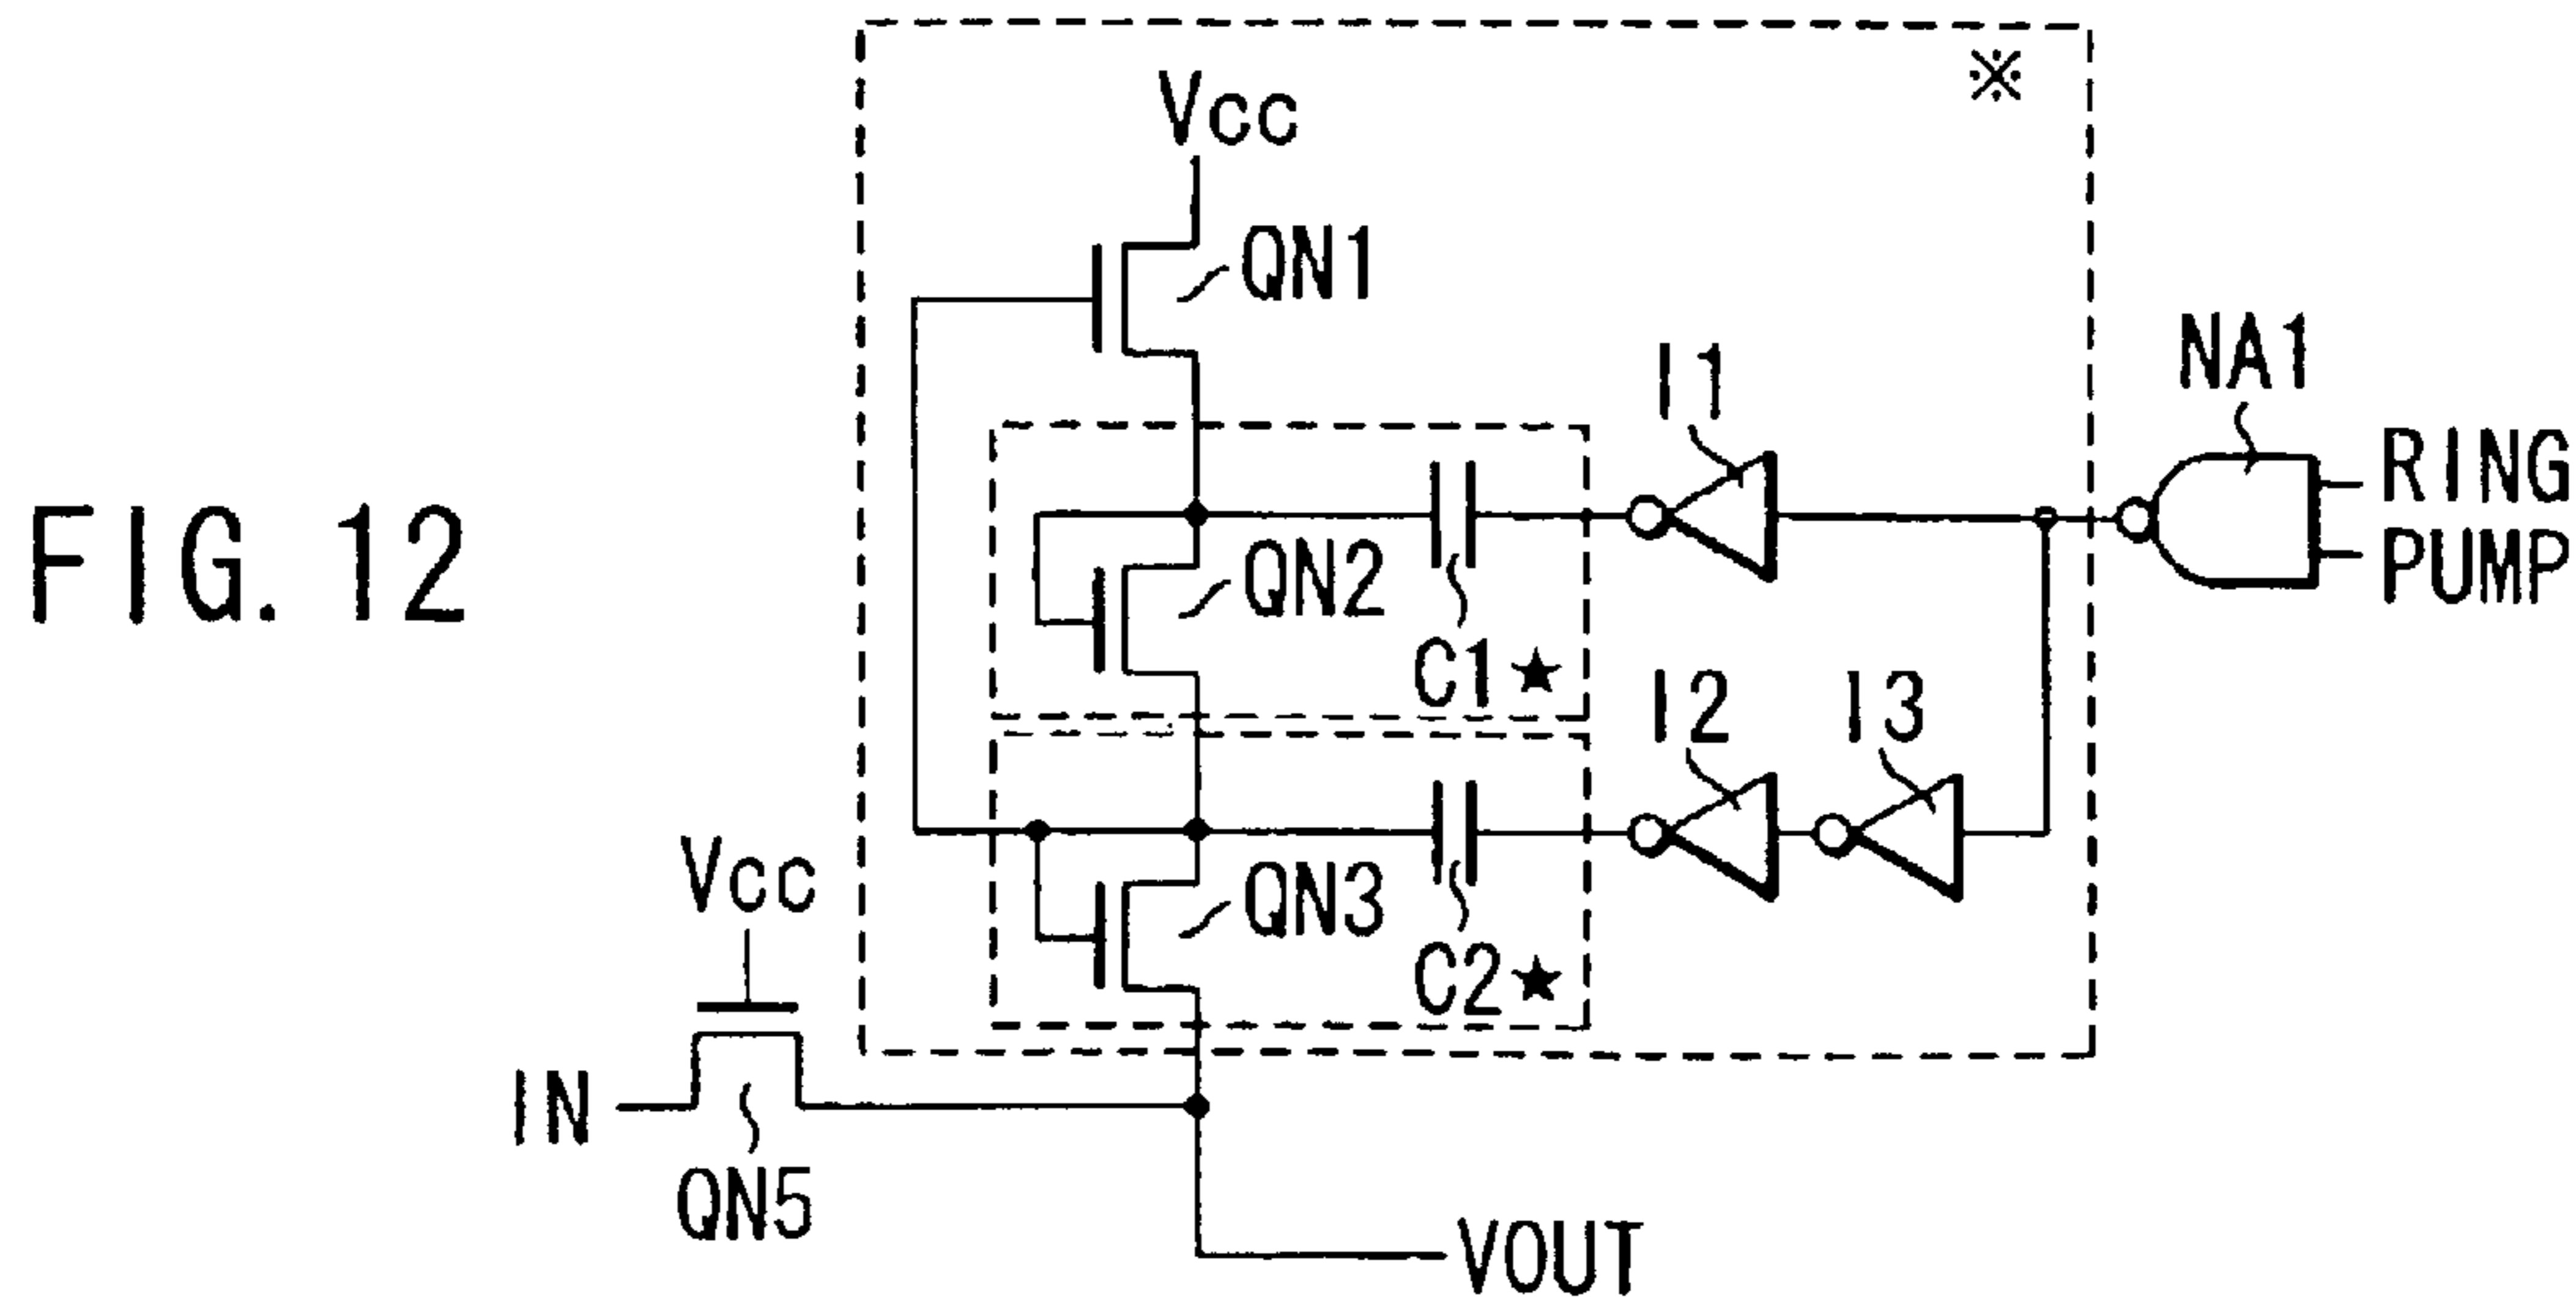 FIG. 12
※
Vcc
QN1
I1
NA1
RING
PUMP
QN2
C1★
I2
I3
QN3
C2★
Vcc
IN
QN5
VOUT